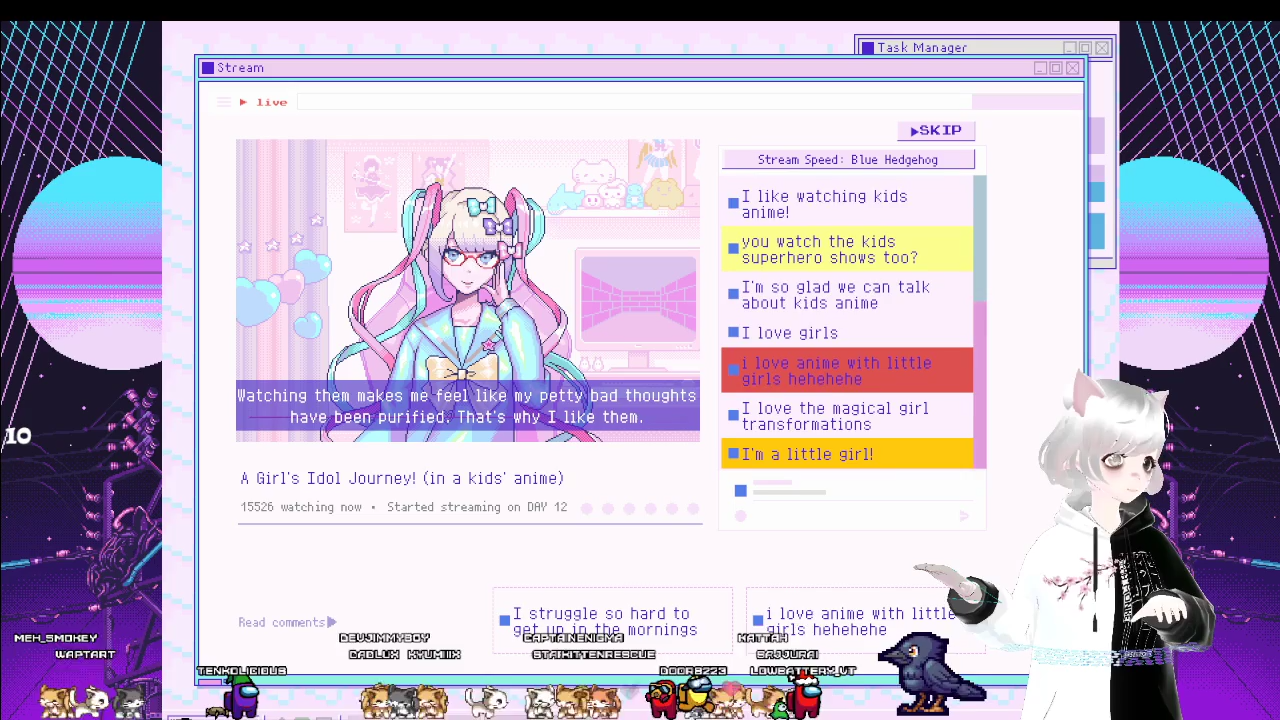 Task Manager
Stream
live
▶SKIP
Stream Speed: Blue Hedgehog
I like watching kids
anime!
you watch the kids
superhero shows too?
I'm so glad we can talk
about kids anime
I love girls
i love anime with little
girls hehehehe
I love the magical girl
transformations
I'm a little girl!
Watching them makes me feel like my petty bad thoughts
have been purified. That's why I like them.
10
A Girl's Idol Journey! (in a kids' anime)
15526 watching now • Started streaming on DAY 12
Read comments▶
I struggle so hard to
get up in the mornings
i love anime with little
girls hehehehe
MEH_SMOKEY
WAPTART
TENKOLICIOUS
DEVJIMMYBOY
DADLUX KYUMIIX
CAPTAINENIGMA
DOOR8223